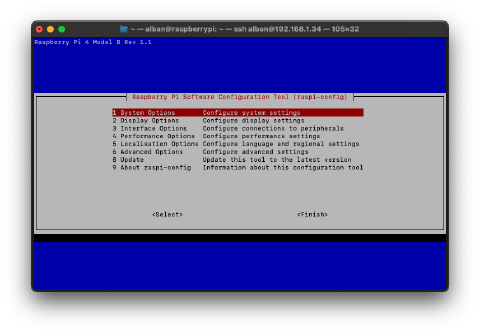 ~ — alban@raspberrypi: ~ — ssh alban@192.168.1.34 — 105×32
Raspberry Pi 4 Model B Rev 1.1
Raspberry Pi Software Configuration Tool (raspi-config)
1 System Options Configure system settings
2 Display Options Configure display settings
3 Interface Options Configure connections to peripherals
4 Performance Options Configure performance settings
5 Localisation Options Configure language and regional settings
6 Advanced Options Configure advanced settings
8 Update Update this tool to the latest version
9 About raspi-config Information about this configuration tool
<Select> <Finish>